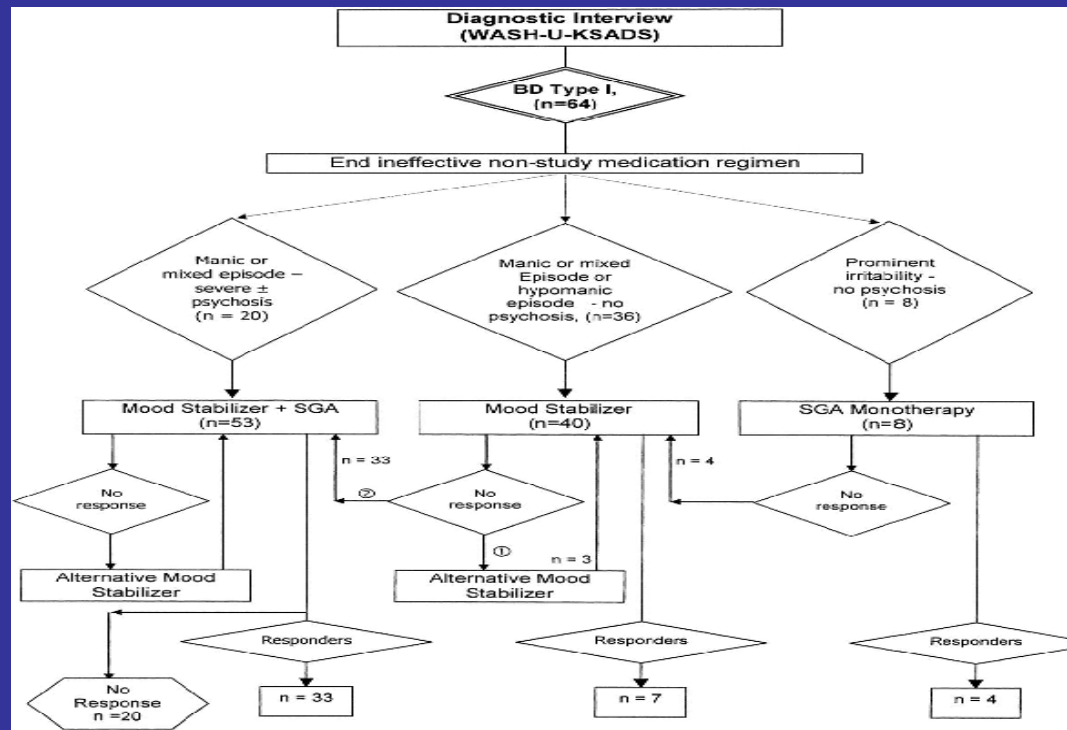 Diagnostic Interview
(WASH-U-KSADS)
BD Type I,
(n=64)
End ineffective non-study medication regimen
Manic or
mixed episode –
severe ±
psychosis
(n = 20)
Manic or mixed
Episode or
hypomanic
episode - no
psychosis, (n=36)
Prominent
irritability -
no psychosis
(n = 8)
Mood Stabilizer + SGA
(n=53)
Mood Stabilizer
(n=40)
SGA Monotherapy
(n=8)
n = 33
n = 4
No
response
②
No
response
No
response
①
n = 3
Alternative Mood
Stabilizer
Alternative Mood
Stabilizer
Responders
Responders
Responders
No
Response
n =20
n = 33
n = 7
n = 4